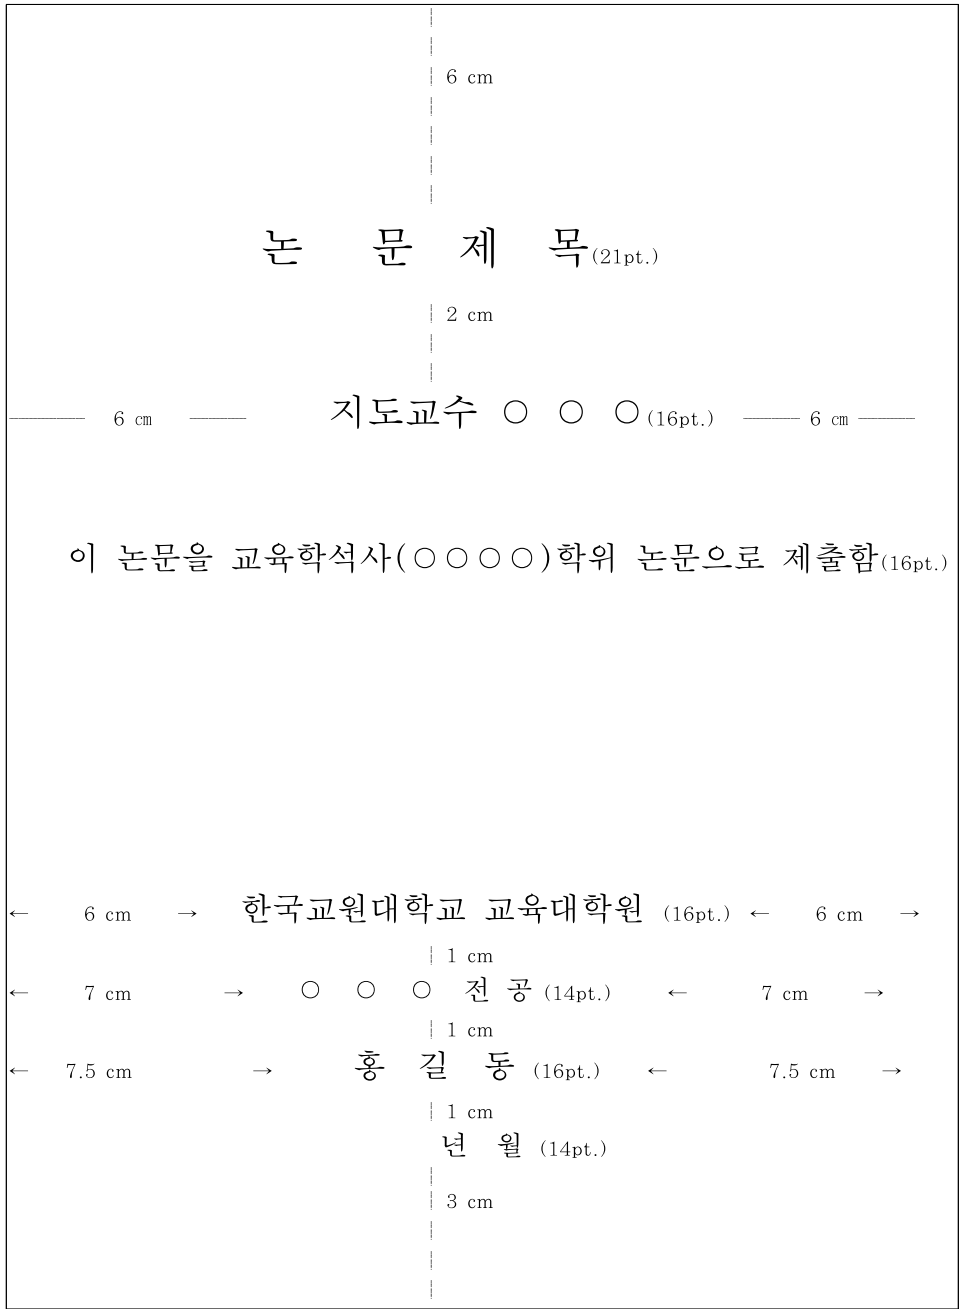 6 cm
논 문 제 목(21pt.)
2 cm
6 ㎝ 지도교수 ○ ○ ○(16pt.) 6 ㎝
이 논문을 교육학석사(○○○○)학위 논문으로 제출함(16pt.)
← 6 cm → 한국교원대학교 교육대학원 (16pt.) ← 6 cm →
1 cm
← 7 cm → ○ ○ ○ 전 공 (14pt.) ← 7 cm →
1 cm
← 7.5 cm → 홍 길 동 (16pt.) ← 7.5 cm →
1 cm
년 월 (14pt.)
3 cm